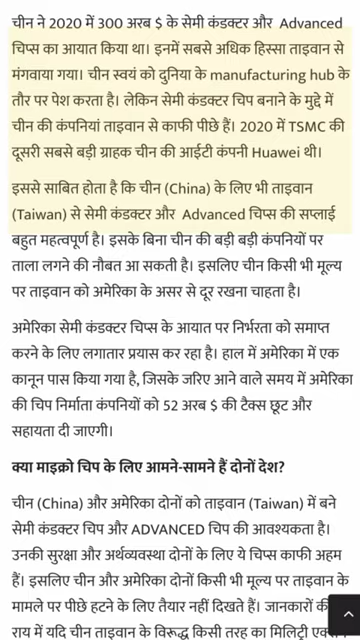 चीन ने 2020 में 300 अरब $ के सेमी कंडक्टर और Advanced
चिप्स का आयात किया था। इनमें सबसे अधिक हिस्सा ताइवान से
मंगवाया गया। चीन स्वयं को दुनिया के manufacturing hub के
तौर पर पेश करता है। लेकिन सेमी कंडक्टर चिप बनाने के मुद्दे में
चीन की कंपनियां ताइवान से काफी पीछे हैं। 2020 में TSMC की
दूसरी सबसे बड़ी ग्राहक चीन की आईटी कंपनी Huawei थी।
इससे साबित होता है कि चीन (China) के लिए भी ताइवान
(Taiwan) से सेमी कंडक्टर और Advanced चिप्स की सप्लाई
बहुत महत्वपूर्ण है। इसके बिना चीन की बड़ी बड़ी कंपनियों पर
ताला लगने की नौबत आ सकती है। इसलिए चीन किसी भी मूल्य
पर ताइवान को अमेरिका के असर से दूर रखना चाहता है।
अमेरिका सेमी कंडक्टर चिप्स के आयात पर निर्भरता को समाप्त
करने के लिए लगातार प्रयास कर रहा है। हाल में अमेरिका में एक
कानून पास किया गया है, जिसके जरिए आने वाले समय में अमेरिका
की चिप निर्माता कंपनियों को 52 अरब $ की टैक्स छूट और
सहायता दी जाएगी।
क्या माइक्रो चिप के लिए आमने-सामने हैं दोनों देश?
चीन (China) और अमेरिका दोनों को ताइवान (Taiwan) में बने
सेमी कंडक्टर चिप और ADVANCED चिप की आवश्यकता है।
उनकी सुरक्षा और अर्थव्यवस्था दोनों के लिए ये चिप्स काफी अहम
हैं। इसलिए चीन और अमेरिका दोनों किसी भी मूल्य पर ताइवान के
मामले पर पीछे हटने के लिए तैयार नहीं दिखते हैं। जानकारों की
राय में यदि चीन ताइवान के विरूद्ध किसी तरह का मिलिट्री